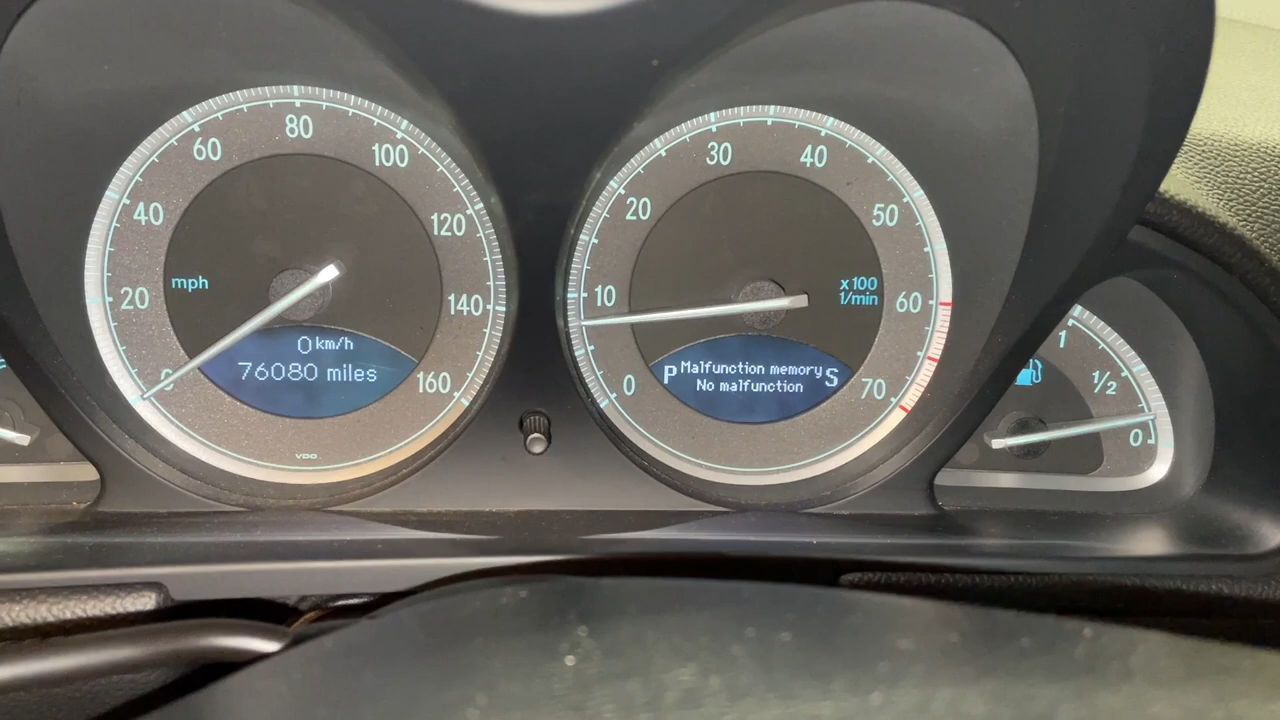 0 20 40 60 80 100 120 140 160
mph
0 km/h
76080 miles
VDO
0 10 20 30 40 50 60 70
x100
1/min
P Malfunction memory S
No malfunction
1
1/2
0